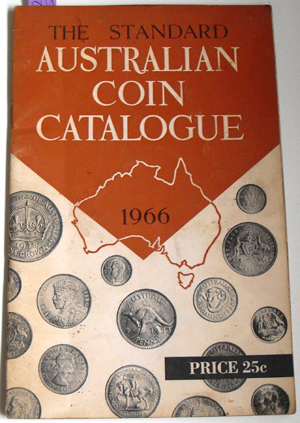 THE STANDARD
AUSTRALIAN
COIN
CATALOGUE
1966
PRICE 25c